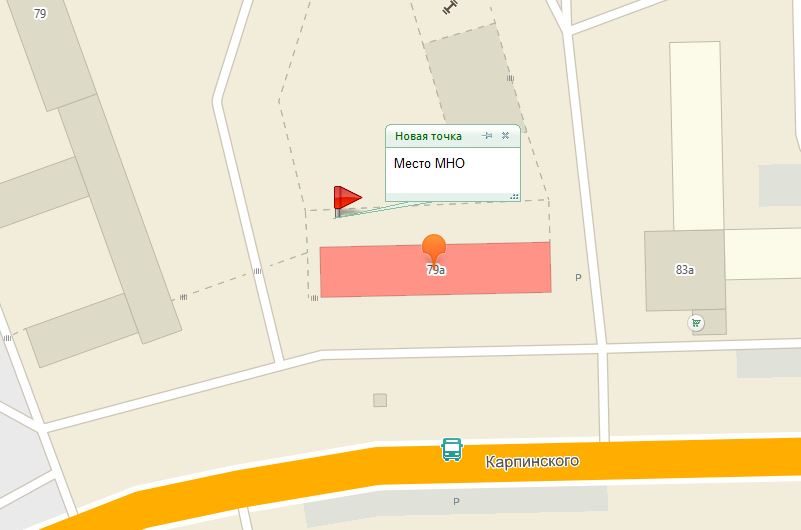 79
Новая точка
Место МНО
79а
P
83а
Карпинского
P